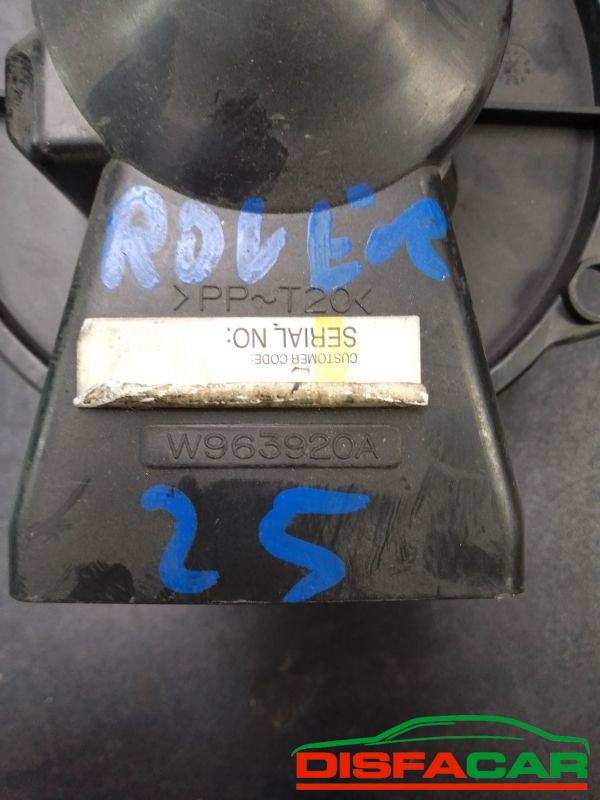 ROVER
>PP~T20<
SERIAL NO:
CUSTOMER CODE:
W963920A
25
DISFACAR